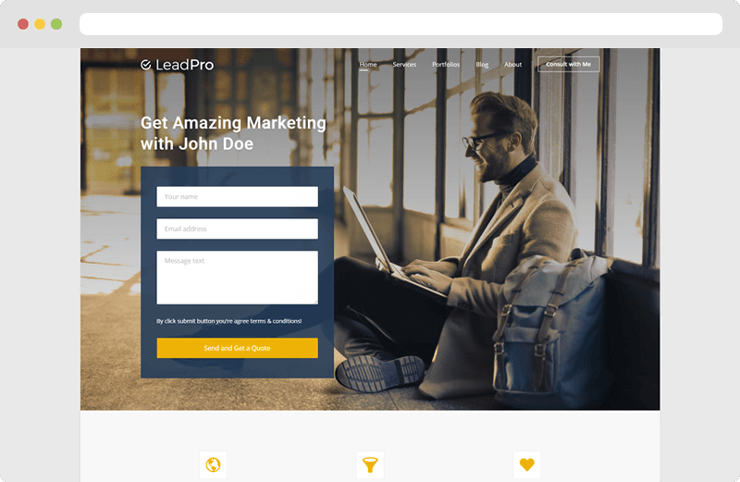 LeadPro
Home Services Portfolios Blog About Consult with Me
Get Amazing Marketing
with John Doe
Your name
Email address
Message text
By click submit button you're agree terms & conditions!
Send and Get a Quote